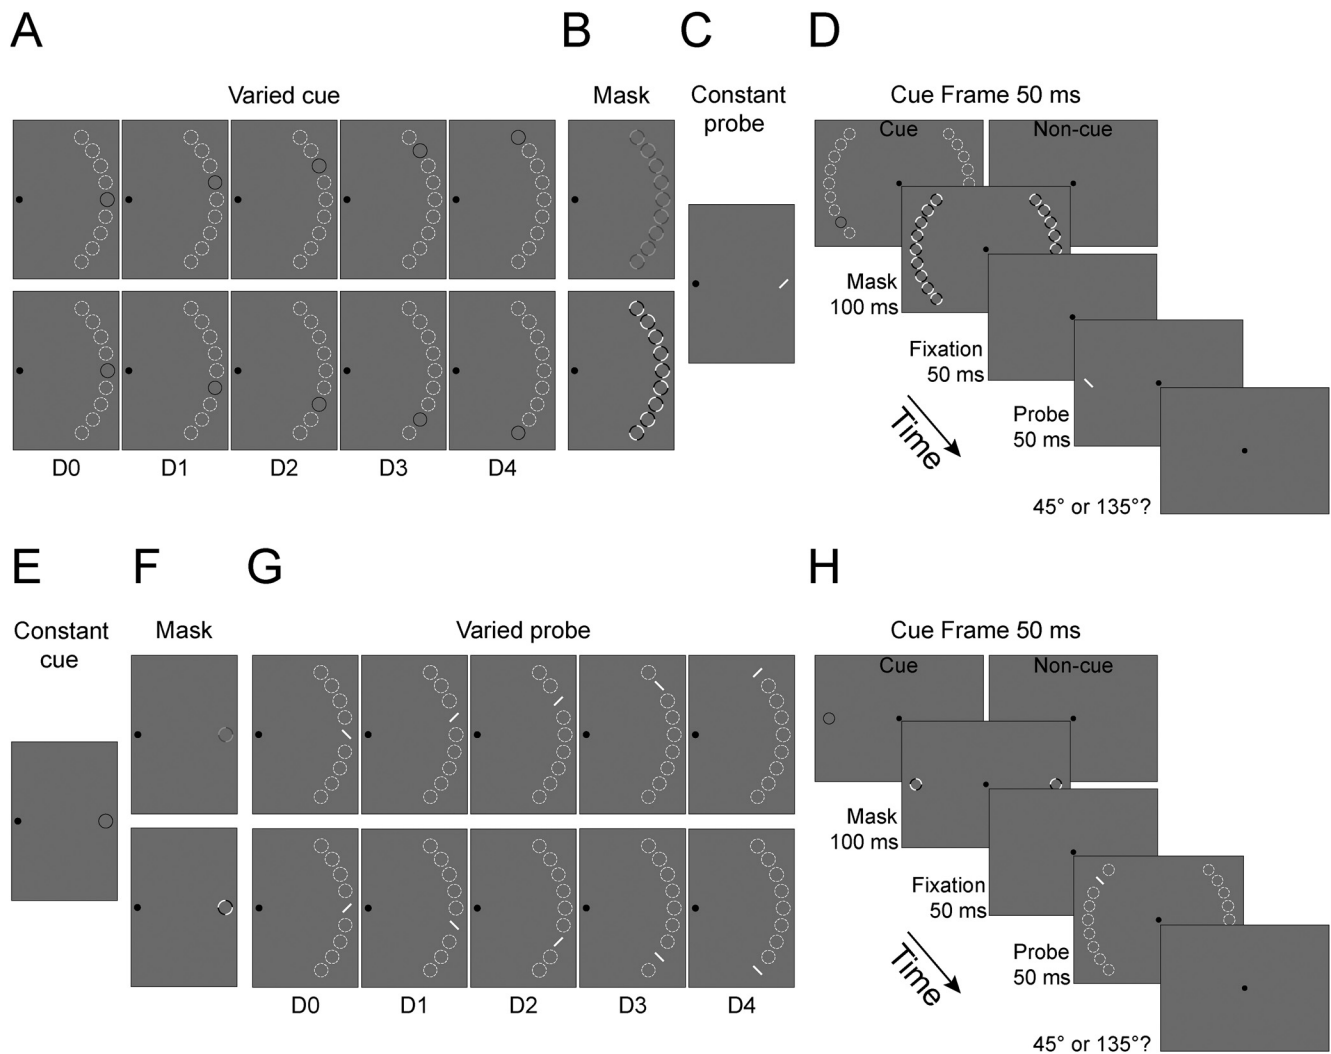 A
B
C
D
Varied cue
Mask
Constant
probe
Cue Frame 50 ms
Cue
Non-cue
Mask
100 ms
Fixation
50 ms
Probe
50 ms
Time
45° or 135°?
D0
D1
D2
D3
D4
E
F
G
H
Constant
cue
Mask
Varied probe
Cue Frame 50 ms
Cue
Non-cue
Mask
100 ms
Fixation
50 ms
Probe
50 ms
Time
45° or 135°?
D0
D1
D2
D3
D4